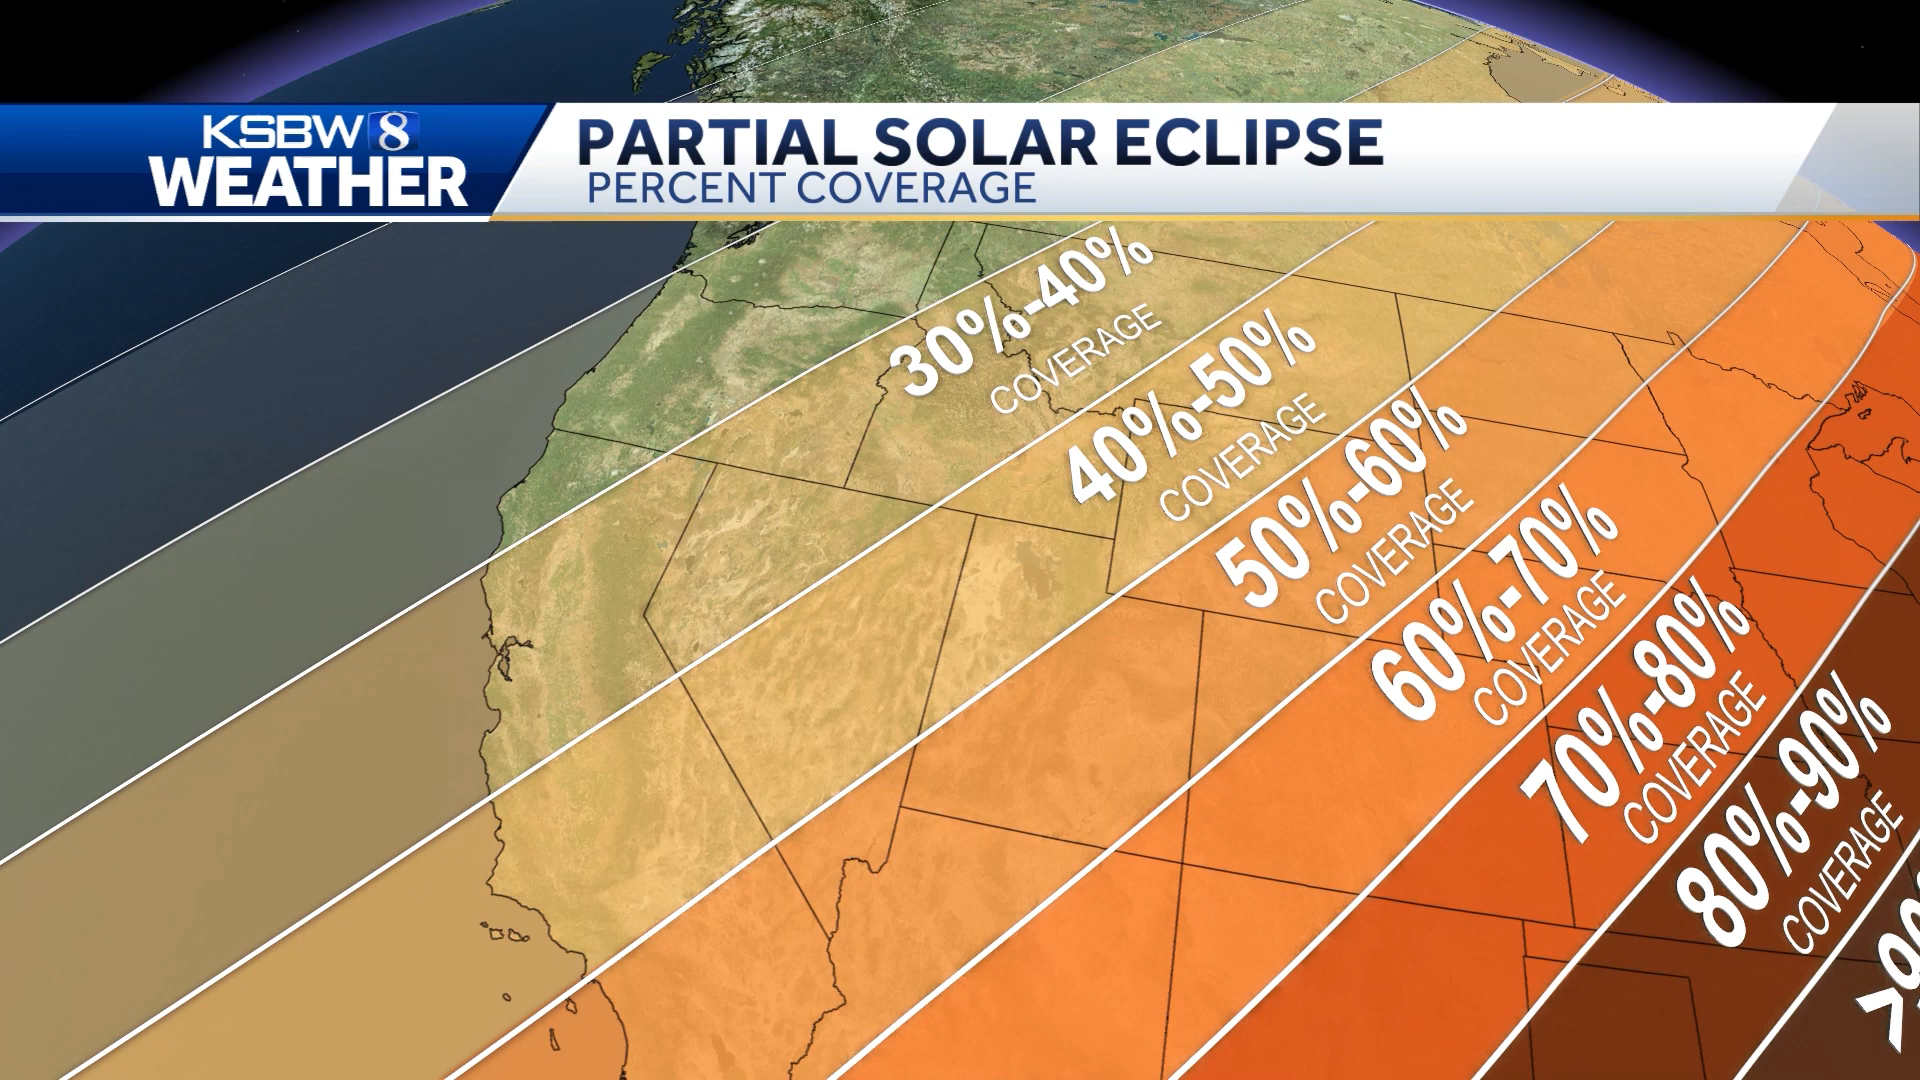 KSBW 8
WEATHER
PARTIAL SOLAR ECLIPSE
PERCENT COVERAGE
30%-40%
COVERAGE
40%-50%
COVERAGE
50%-60%
COVERAGE
60%-70%
COVERAGE
70%-80%
COVERAGE
80%-90%
COVERAGE